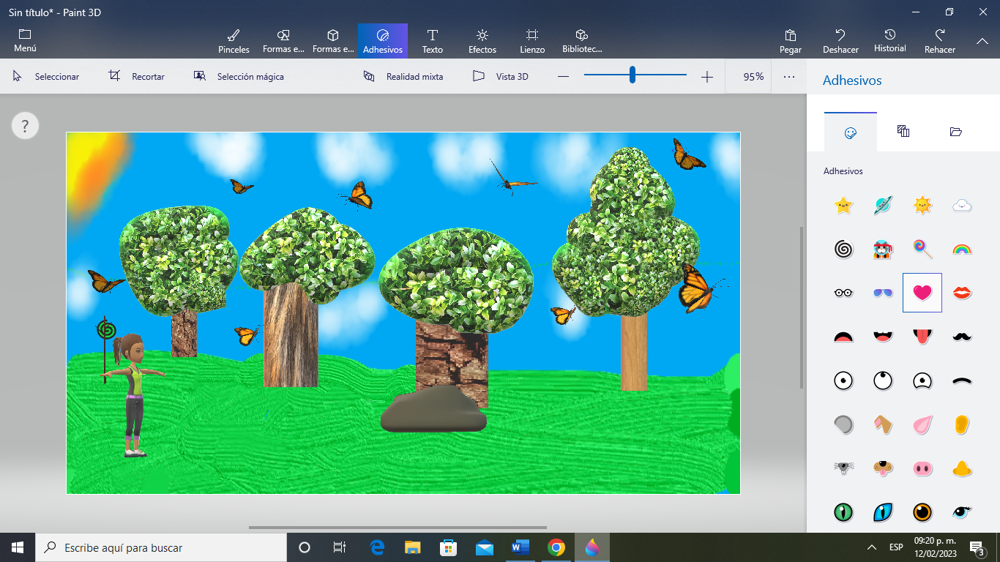 Sin título* - Paint 3D
Menú
Pinceles
Formas e...
Formas e...
Adhesivos
Texto
Efectos
Lienzo
Bibliotec...
Pegar
Deshacer
Historial
Rehacer
Seleccionar
Recortar
Selección mágica
Realidad mixta
Vista 3D
95%
Adhesivos
?
Adhesivos
Escribe aquí para buscar
ESP
09:20 p. m.
12/02/2023
3